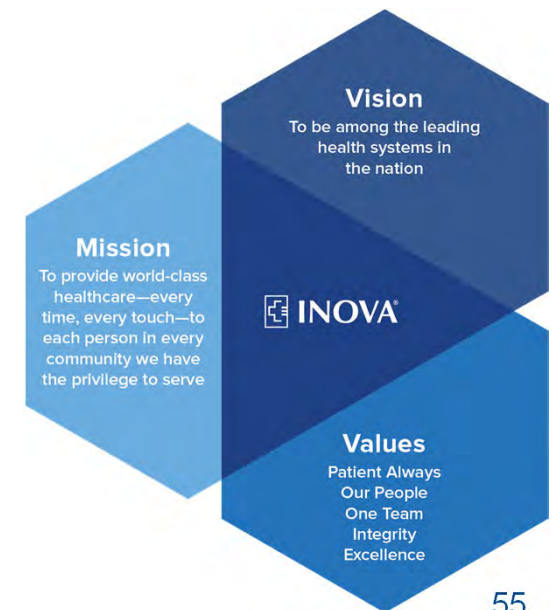 Vision
To be among the leading
health systems in
the nation
Mission
To provide world-class
healthcare—every
time, every touch—to
each person in every
community we have
the privilege to serve
INOVA®
Values
Patient Always
Our People
One Team
Integrity
Excellence
55